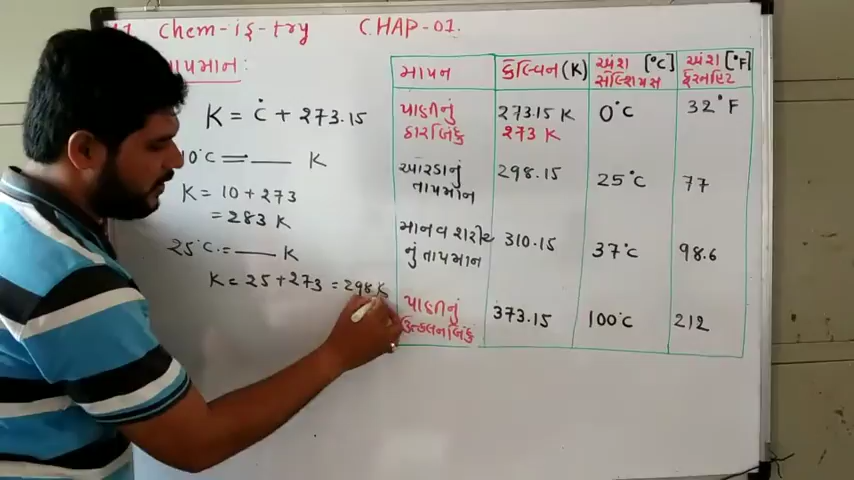 Chem-is-try CHAP-01.
તાપમાન :
K = C° + 273.15
10°C = ___ K
K = 10 + 273
= 283 K
25°C. = ___ K
K = 25 + 273 = 298 K
માપન કેલ્વિન (K) અંશ [°C] સેલ્શિયસ અંશ [°F] ફેરનહિટ
પાણીનું ઠારબિંદુ 273.15 K 273 K 0°C 32°F
ઓરડાનું તાપમાન 298.15 25°C 77
માનવ શરીર નું તાપમાન 310.15 37°C 98.6
પાણીનું ઉત્કલનબિંદુ 373.15 100°C 212